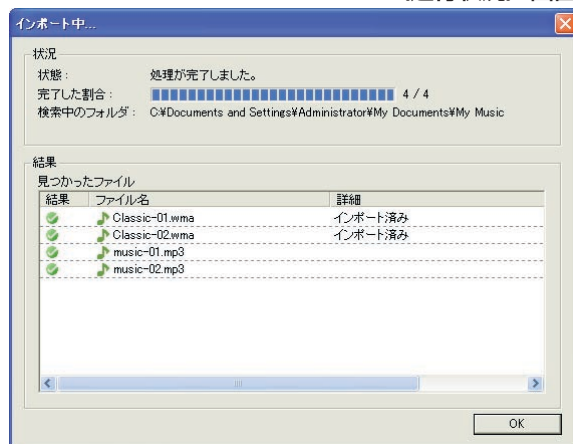 インポート中...
状況
状態： 処理が完了しました。
完了した割合： 4 / 4
検索中のフォルダ： C:¥Documents and Settings¥Administrator¥My Documents¥My Music
結果
見つかったファイル
結果 ファイル名 詳細
Classic-01.wma インポート済み
Classic-02.wma インポート済み
music-01.mp3
music-02.mp3
OK